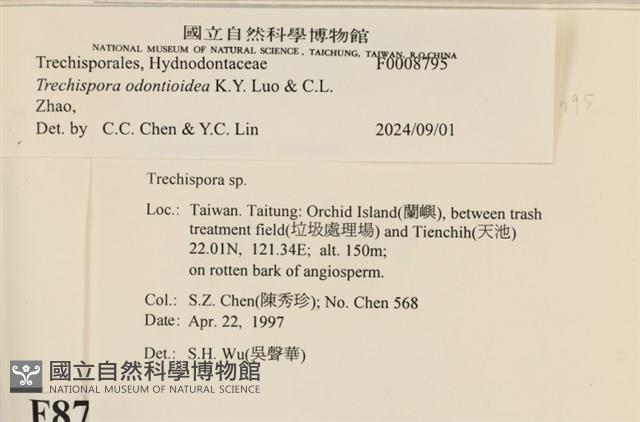 國立自然科學博物館
NATIONAL MUSEUM OF NATURAL SCIENCE, TAICHUNG, TAIWAN, R.O.CHINA
Trechisporales, Hydnodontaceae F0008795
Trechispora odontioidea K.Y. Luo & C.L.
Zhao,
Det. by C.C. Chen & Y.C. Lin 2024/09/01
Trechispora sp.
Loc.: Taiwan. Taitung: Orchid Island(蘭嶼), between trash
treatment field(垃圾處理場) and Tienchih(天池)
22.01N, 121.34E; alt. 150m;
on rotten bark of angiosperm.
Col.: S.Z. Chen(陳秀珍); No. Chen 568
Date: Apr. 22, 1997
Det.: S.H. Wu(吳聲華)
國立自然科學博物館
NATIONAL MUSEUM OF NATURAL SCIENCE
F87